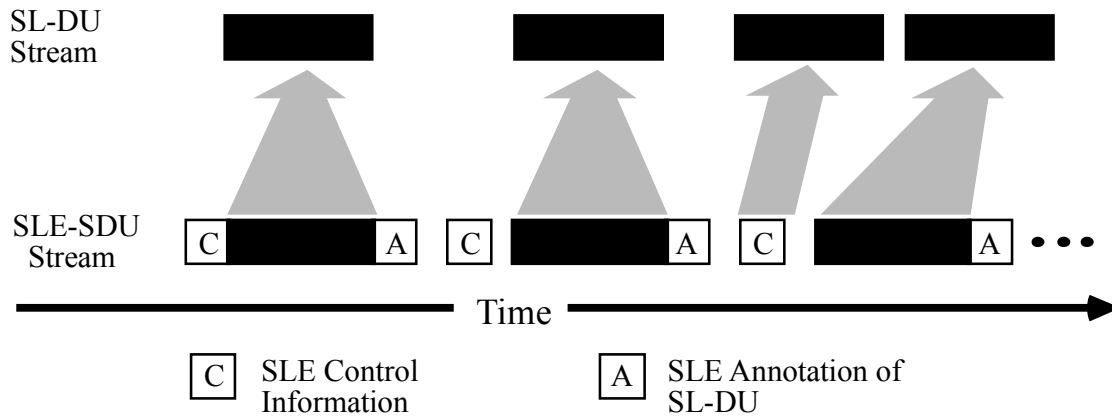 SL-DU
Stream
SLE-SDU
Stream
C
A
C
A
C
A
Time
C
SLE Control
Information
A
SLE Annotation of
SL-DU